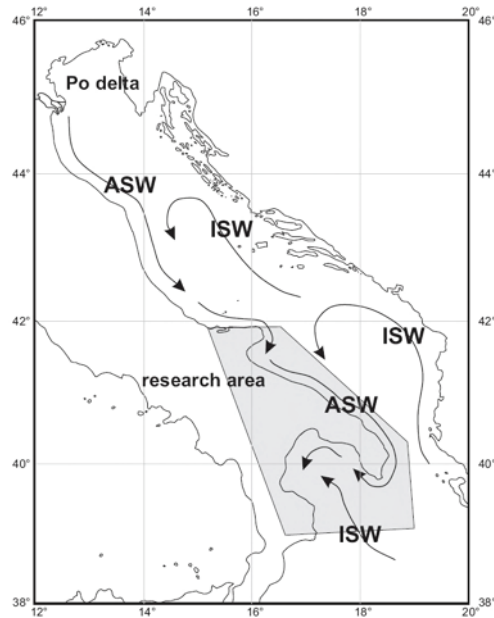 12° 14° 16° 18° 20°
46° 46°
Po delta
44° 44°
ASW
ISW
42° 42°
ISW
research area
ASW
40° 40°
ISW
38° 38°
12° 14° 16° 18° 20°